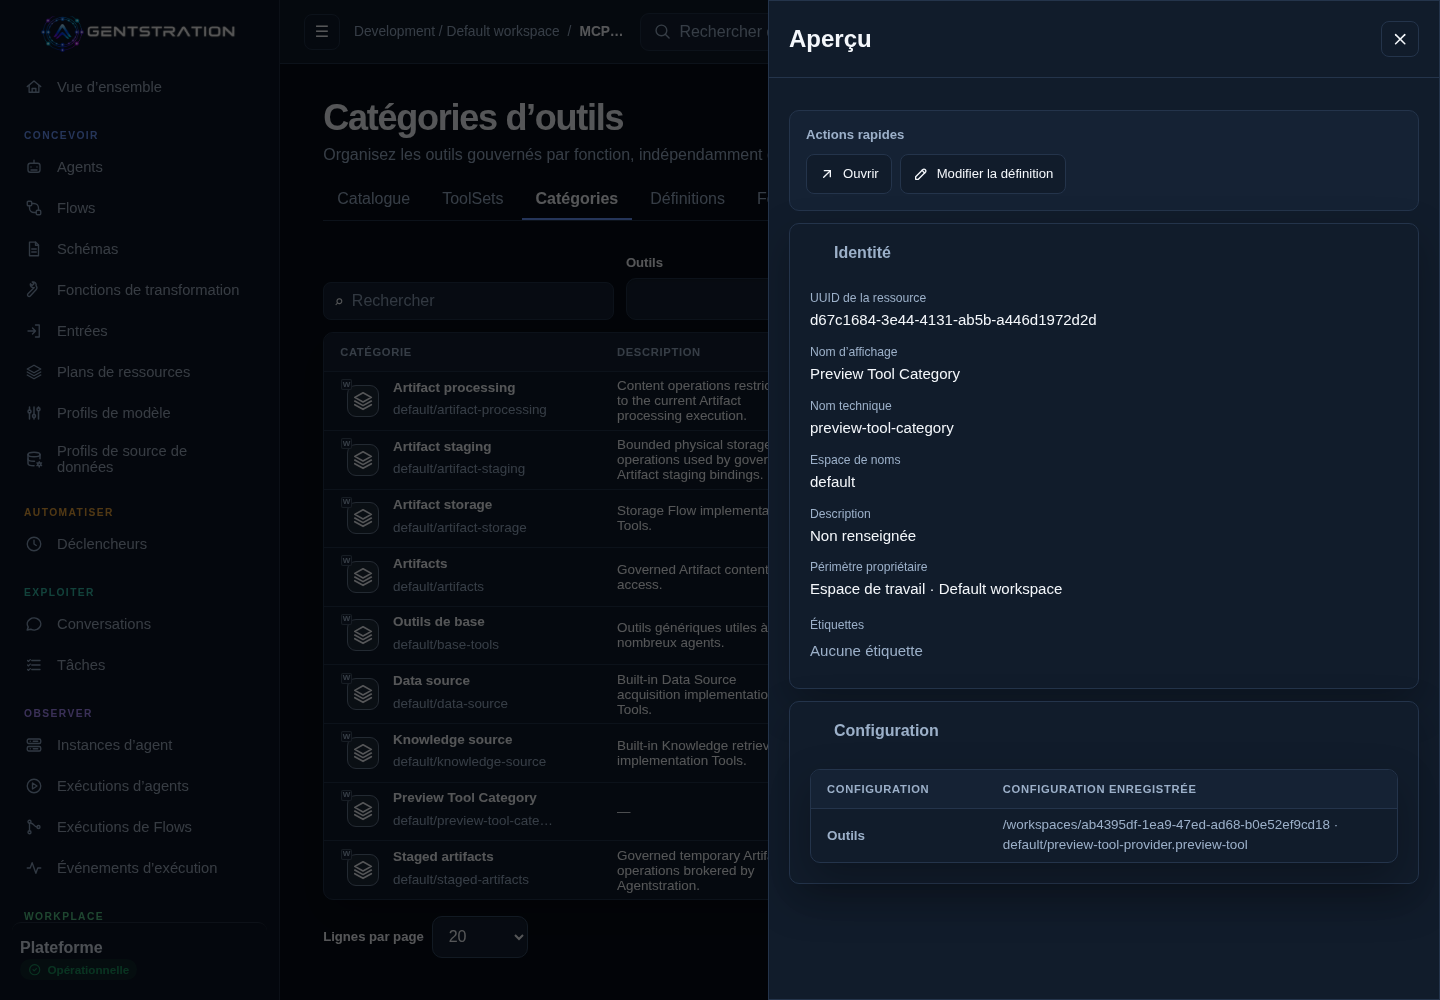 GENTSTRATION
Vue d’ensemble
CONCEVOIR
Agents
Flows
Schémas
Fonctions de transformation
Entrées
Plans de ressources
Profils de modèle
Profils de source de
données
AUTOMATISER
Déclencheurs
EXPLOITER
Conversations
Tâches
OBSERVER
Instances d’agent
Exécutions d’agents
Exécutions de Flows
Événements d’exécution
WORKPLACE
Plateforme
Opérationnelle
Development / Default workspace / MCP…
Rechercher
Catégories d’outils
Organisez les outils gouvernés par fonction, indépendamment
Catalogue ToolSets Catégories Définitions
Outils
Rechercher
CATÉGORIE DESCRIPTION
W
Artifact processing
default/artifact-processing
Content operations restric
to the current Artifact
processing execution.
W
Artifact staging
default/artifact-staging
Bounded physical storage
operations used by gover
Artifact staging bindings.
W
Artifact storage
default/artifact-storage
Storage Flow implementa
Tools.
W
Artifacts
default/artifacts
Governed Artifact content
access.
W
Outils de base
default/base-tools
Outils génériques utiles à
nombreux agents.
W
Data source
default/data-source
Built-in Data Source
acquisition implementatio
Tools.
W
Knowledge source
default/knowledge-source
Built-in Knowledge retriev
implementation Tools.
W
Preview Tool Category
default/preview-tool-cate…
—
W
Staged artifacts
default/staged-artifacts
Governed temporary Artif
operations brokered by
Agentstration.
Lignes par page 20
Aperçu
Actions rapides
Ouvrir Modifier la définition
Identité
UUID de la ressource
d67c1684-3e44-4131-ab5b-a446d1972d2d
Nom d’affichage
Preview Tool Category
Nom technique
preview-tool-category
Espace de noms
default
Description
Non renseignée
Périmètre propriétaire
Espace de travail · Default workspace
Étiquettes
Aucune étiquette
Configuration
CONFIGURATION CONFIGURATION ENREGISTRÉE
Outils
/workspaces/ab4395df-1ea9-47ed-ad68-b0e52ef9cd18 ·
default/preview-tool-provider.preview-tool